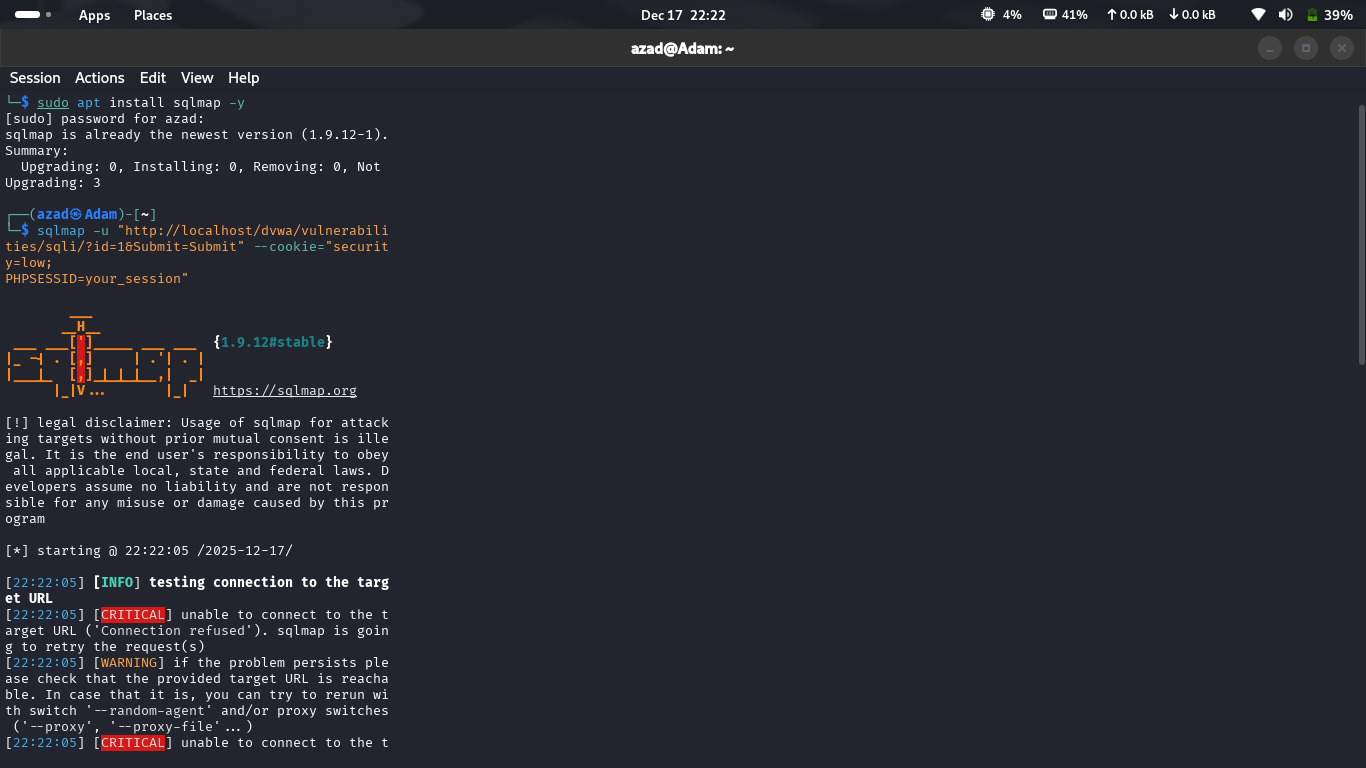 Apps Places Dec 17 22:22 4% 41% 0.0 kB 0.0 kB 39%
azad@Adam: ~
Session Actions Edit View Help
└─$ sudo apt install sqlmap -y
[sudo] password for azad:
sqlmap is already the newest version (1.9.12-1).
Summary:
  Upgrading: 0, Installing: 0, Removing: 0, Not
Upgrading: 3
┌──(azad㉿Adam)-[~]
└─$ sqlmap -u "http://localhost/dvwa/vulnerabili
ties/sqli/?id=1&Submit=Submit" --cookie="securit
y=low;
PHPSESSID=your_session"
        ___
       __H__
 ___ ___[']_____ ___ ___  {1.9.12#stable}
|_ -| . [,]     | .'| . |
|___|_  [,]_|_|_|__,|  _|
      |_|V...       |_|   https://sqlmap.org
[!] legal disclaimer: Usage of sqlmap for attack
ing targets without prior mutual consent is ille
gal. It is the end user's responsibility to obey
 all applicable local, state and federal laws. D
evelopers assume no liability and are not respon
sible for any misuse or damage caused by this pr
ogram
[*] starting @ 22:22:05 /2025-12-17/
[22:22:05] [INFO] testing connection to the targ
et URL
[22:22:05] [CRITICAL] unable to connect to the t
arget URL ('Connection refused'). sqlmap is goin
g to retry the request(s)
[22:22:05] [WARNING] if the problem persists ple
ase check that the provided target URL is reacha
ble. In case that it is, you can try to rerun wi
th switch '--random-agent' and/or proxy switches
 ('--proxy', '--proxy-file'...)
[22:22:05] [CRITICAL] unable to connect to the t